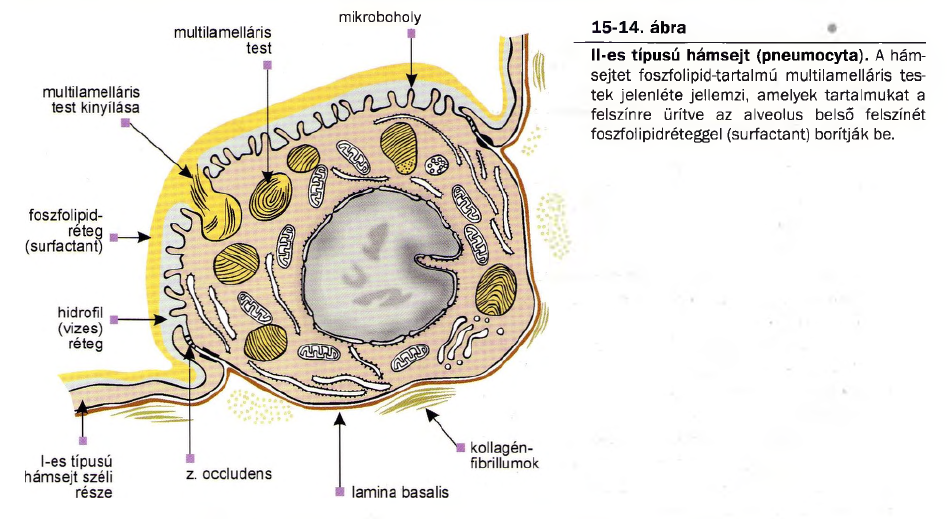 mikroboholy
multilamelláris
test
multilamelláris
test kinyílása
foszfolipid-
réteg
(surfactant)
hidrofil
(vizes)
réteg
I-es típusú
hámsejt széli
része
z. occludens
lamina basalis
kollagén-
fibrillumok
15-14. ábra
II-es típusú hámsejt (pneumocyta). A hám-
sejtet foszfolipid-tartalmú multilamelláris tes-
tek jelenléte jellemzi, amelyek tartalmukat a
felszínre ürítve az alveolus belső felszínét
foszfolipidréteggel (surfactant) borítják be.